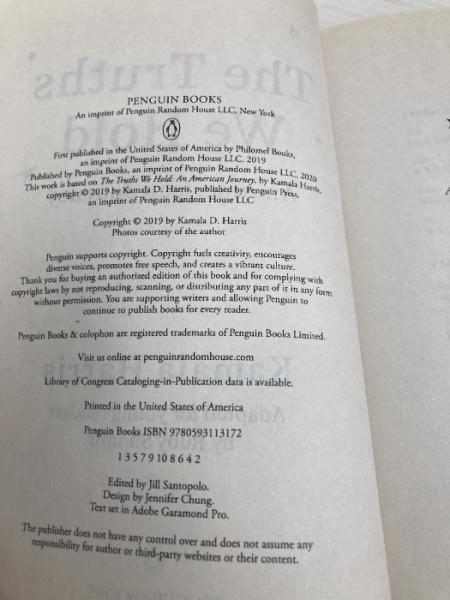 PENGUIN BOOKS
An imprint of Penguin Random House LLC, New York
First published in the United States of America by Philomel Books,
an imprint of Penguin Random House LLC, 2019
Published by Penguin Books, an imprint of Penguin Random House LLC, 2020
This work is based on The Truths We Hold: An American Journey, by Kamala Harris,
copyright © 2019 by Kamala D. Harris, published by Penguin Press,
an imprint of Penguin Random House LLC
Copyright © 2019 by Kamala D. Harris
Photos courtesy of the author
Penguin supports copyright. Copyright fuels creativity, encourages
diverse voices, promotes free speech, and creates a vibrant culture.
Thank you for buying an authorized edition of this book and for complying with
copyright laws by not reproducing, scanning, or distributing any part of it in any form
without permission. You are supporting writers and allowing Penguin to
continue to publish books for every reader.
Penguin Books & colophon are registered trademarks of Penguin Books Limited.
Visit us online at penguinrandomhouse.com
Library of Congress Cataloging-in-Publication data is available.
Printed in the United States of America
Penguin Books ISBN 9780593113172
1 3 5 7 9 10 8 6 4 2
Edited by Jill Santopolo.
Design by Jennifer Chung.
Text set in Adobe Garamond Pro.
The publisher does not have any control over and does not assume any
responsibility for author or third-party websites or their content.
The Truths
We Hold
Kamala Harris